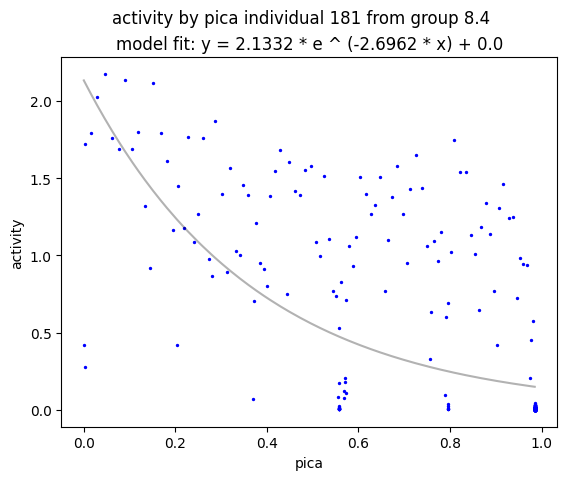 activity by pica individual 181 from group 8.4
model fit: y = 2.1332 * e ^ (-2.6962 * x) + 0.0
2.0
1.5
1.0
0.5
0.0
activity
0.0 0.2 0.4 0.6 0.8 1.0
pica